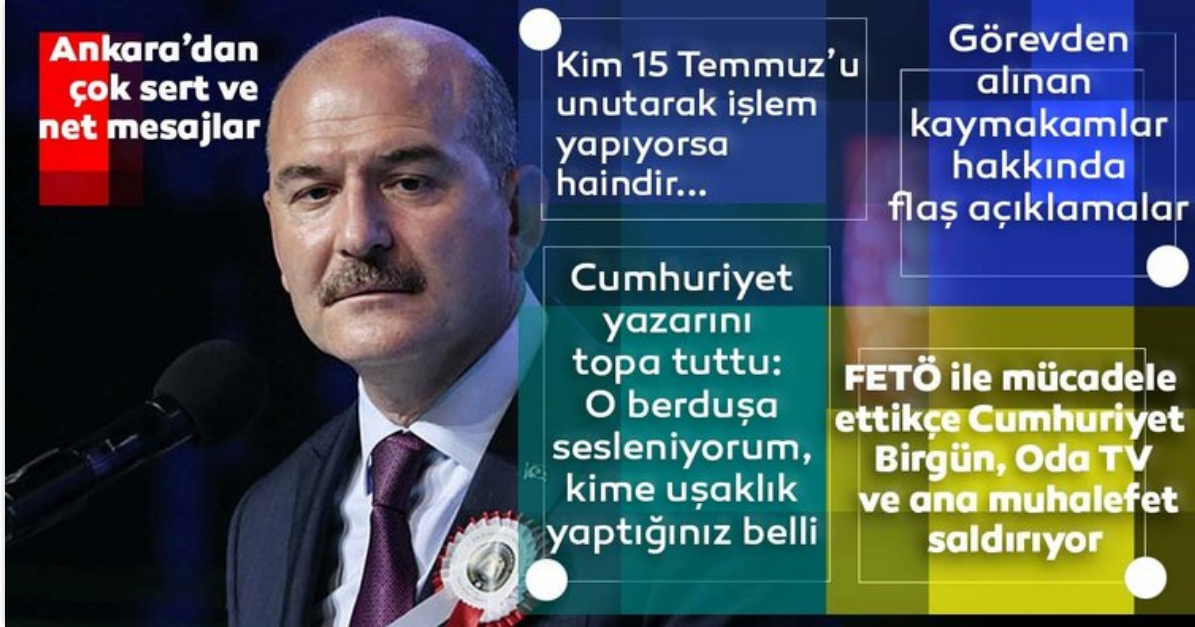 Ankara'dan
çok sert ve
net mesajlar
Kim 15 Temmuz'u
unutarak işlem
yapıyorsa
haindir...
Görevden
alınan
kaymakamlar
hakkında
flaş açıklamalar
Cumhuriyet
yazarını
topa tuttu:
O berduşa
sesleniyorum,
kime uşaklık
yaptığınız belli
FETÖ ile mücadele
ettikçe Cumhuriyet
Birgün, Oda TV
ve ana muhalefet
saldırıyor